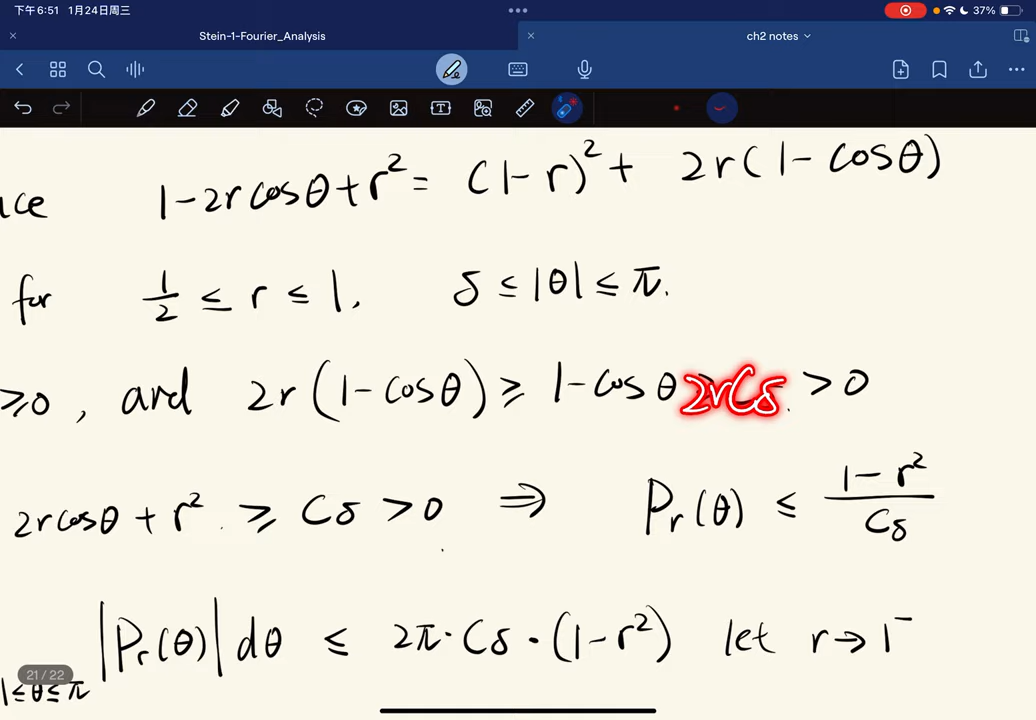 下午6:51 1月24日周三
37%
Stein-1-Fourier_Analysis
ch2 notes
1-2rcosθ+r²= (1-r)²+ 2r(1-cosθ)
for 1/2 ≤ r ≤ 1, δ ≤ |θ| ≤ π.
≥0, and 2r(1-cosθ) ≥ 1-cosθ 2rCδ >0
2rcosθ + r² ≥ Cδ > 0 ⇒ Pr(θ) ≤ (1-r²)/Cδ
|Pr(θ)| dθ ≤ 2π·Cδ·(1-r²) let r→1⁻
21 / 22
≤θ≤π